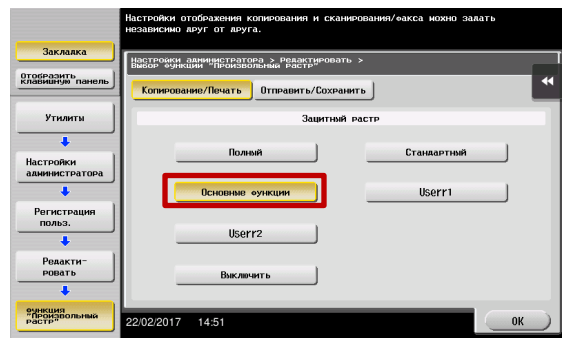 Настройки отображения копирования и сканирования/факса можно задать
независимо друг от друга.
Закладка
Отобразить
клавишную панель
Настройки администратора > Редактировать >
Выбор функции "Произвольный растр"
Копирование/Печать
Отправить/Сохранить
Утилиты
Защитный растр
Полный
Стандартный
Настройки
администратора
Основные функции
Userr1
Регистрация
польз.
Userr2
Редакти-
ровать
Выключить
функция
"Произвольный
растр"
22/02/2017 14:51
OK